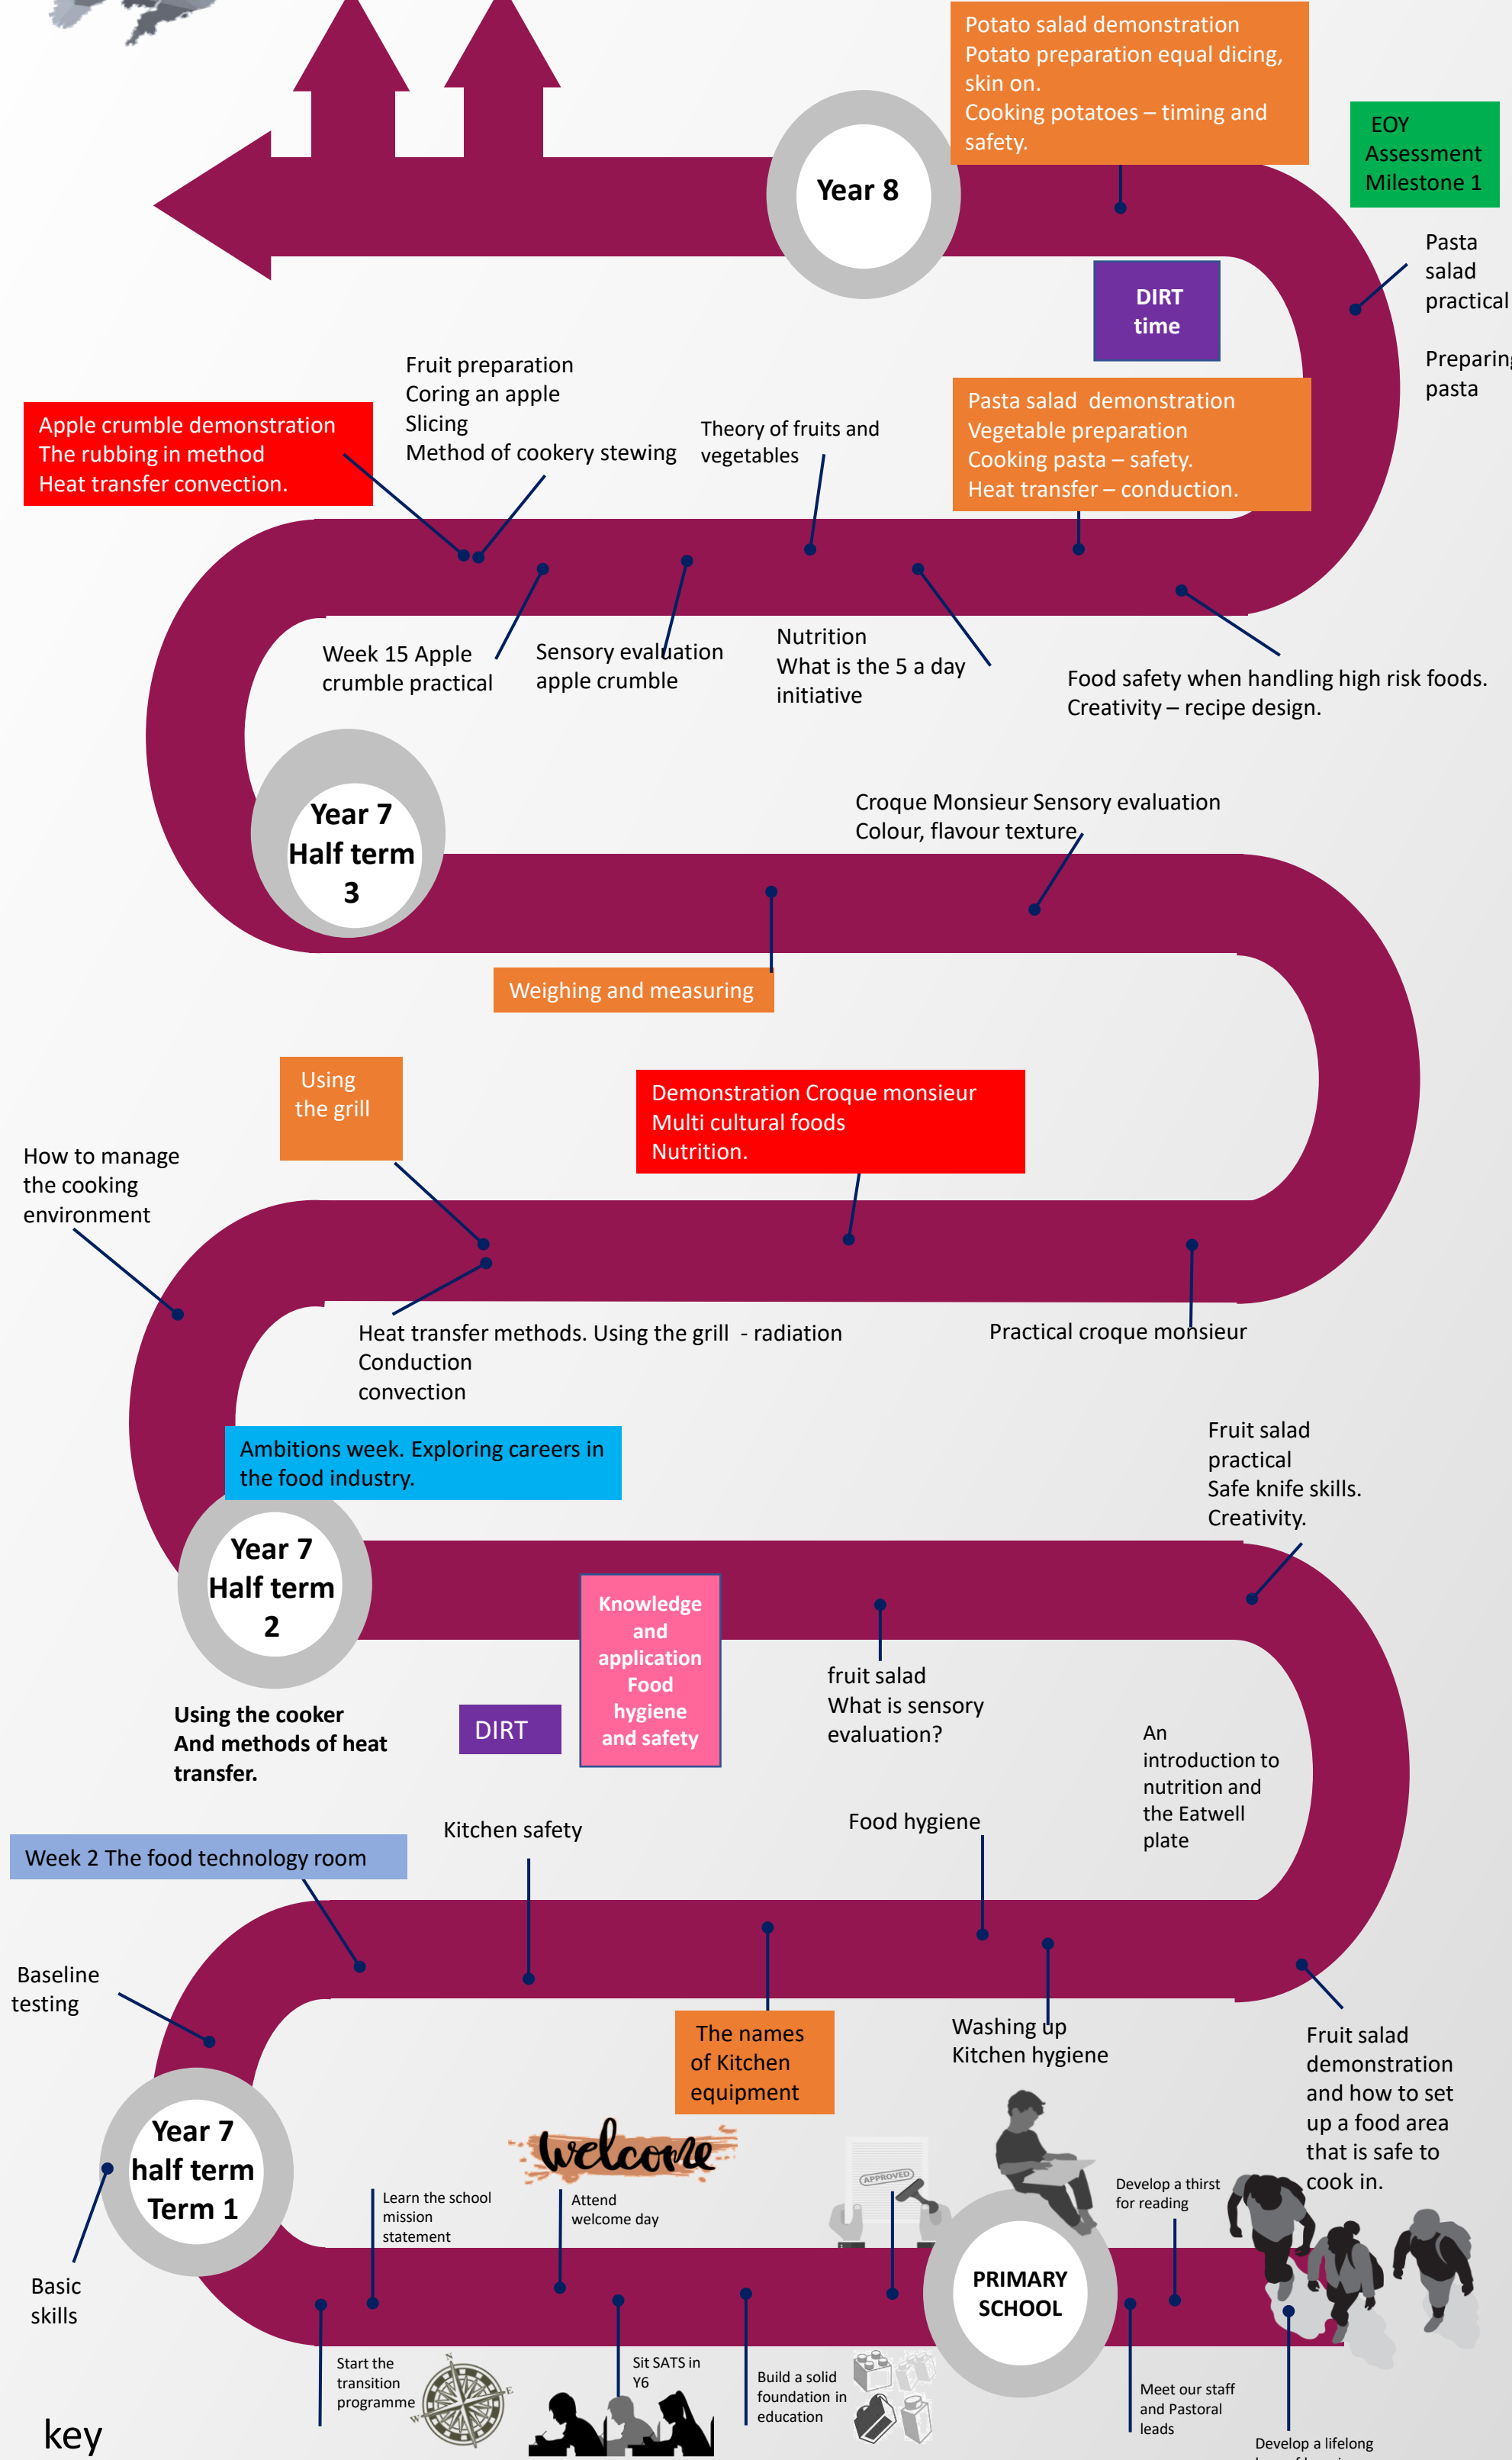 Potato salad demonstration
Potato preparation equal dicing,
skin on.
Cooking potatoes – timing and
safety.
EOY
Assessment
Milestone 1
Year 8
Pasta
salad
practical
Preparing
pasta
DIRT
time
Fruit preparation
Coring an apple
Slicing
Method of cookery stewing
Apple crumble demonstration
The rubbing in method
Heat transfer convection.
Theory of fruits and
vegetables
Pasta salad  demonstration
Vegetable preparation
Cooking pasta – safety.
Heat transfer – conduction.
Week 15 Apple
crumble practical
Sensory evaluation
apple crumble
Nutrition
What is the 5 a day
initiative
Food safety when handling high risk foods.
Creativity – recipe design.
Year 7
Half term
3
Croque Monsieur Sensory evaluation
Colour, flavour texture
Weighing and measuring
Using
the grill
Demonstration Croque monsieur
Multi cultural foods
Nutrition.
How to manage
the cooking
environment
Heat transfer methods. Using the grill  - radiation
Conduction
convection
Practical croque monsieur
Ambitions week. Exploring careers in
the food industry.
Fruit salad
practical
Safe knife skills.
Creativity.
Year 7
Half term
2
Using the cooker
And methods of heat
transfer.
DIRT
Knowledge
and
application
Food
hygiene
and safety
fruit salad
What is sensory
evaluation?
An
introduction to
nutrition and
the Eatwell
plate
Week 2 The food technology room
Kitchen safety
Food hygiene
Baseline
testing
The names
of Kitchen
equipment
Washing up
Kitchen hygiene
Fruit salad
demonstration
and how to set
up a food area
that is safe to
cook in.
Year 7
half term
Term 1
Basic
skills
Learn the school
mission
statement
welcome
Attend
welcome day
APPROVED
PRIMARY
SCHOOL
Develop a thirst
for reading
Start the
transition
programme
N
E
W
Sit SATS in
Y6
Build a solid
foundation in
education
Meet our staff
and Pastoral
leads
Develop a lifelong
key